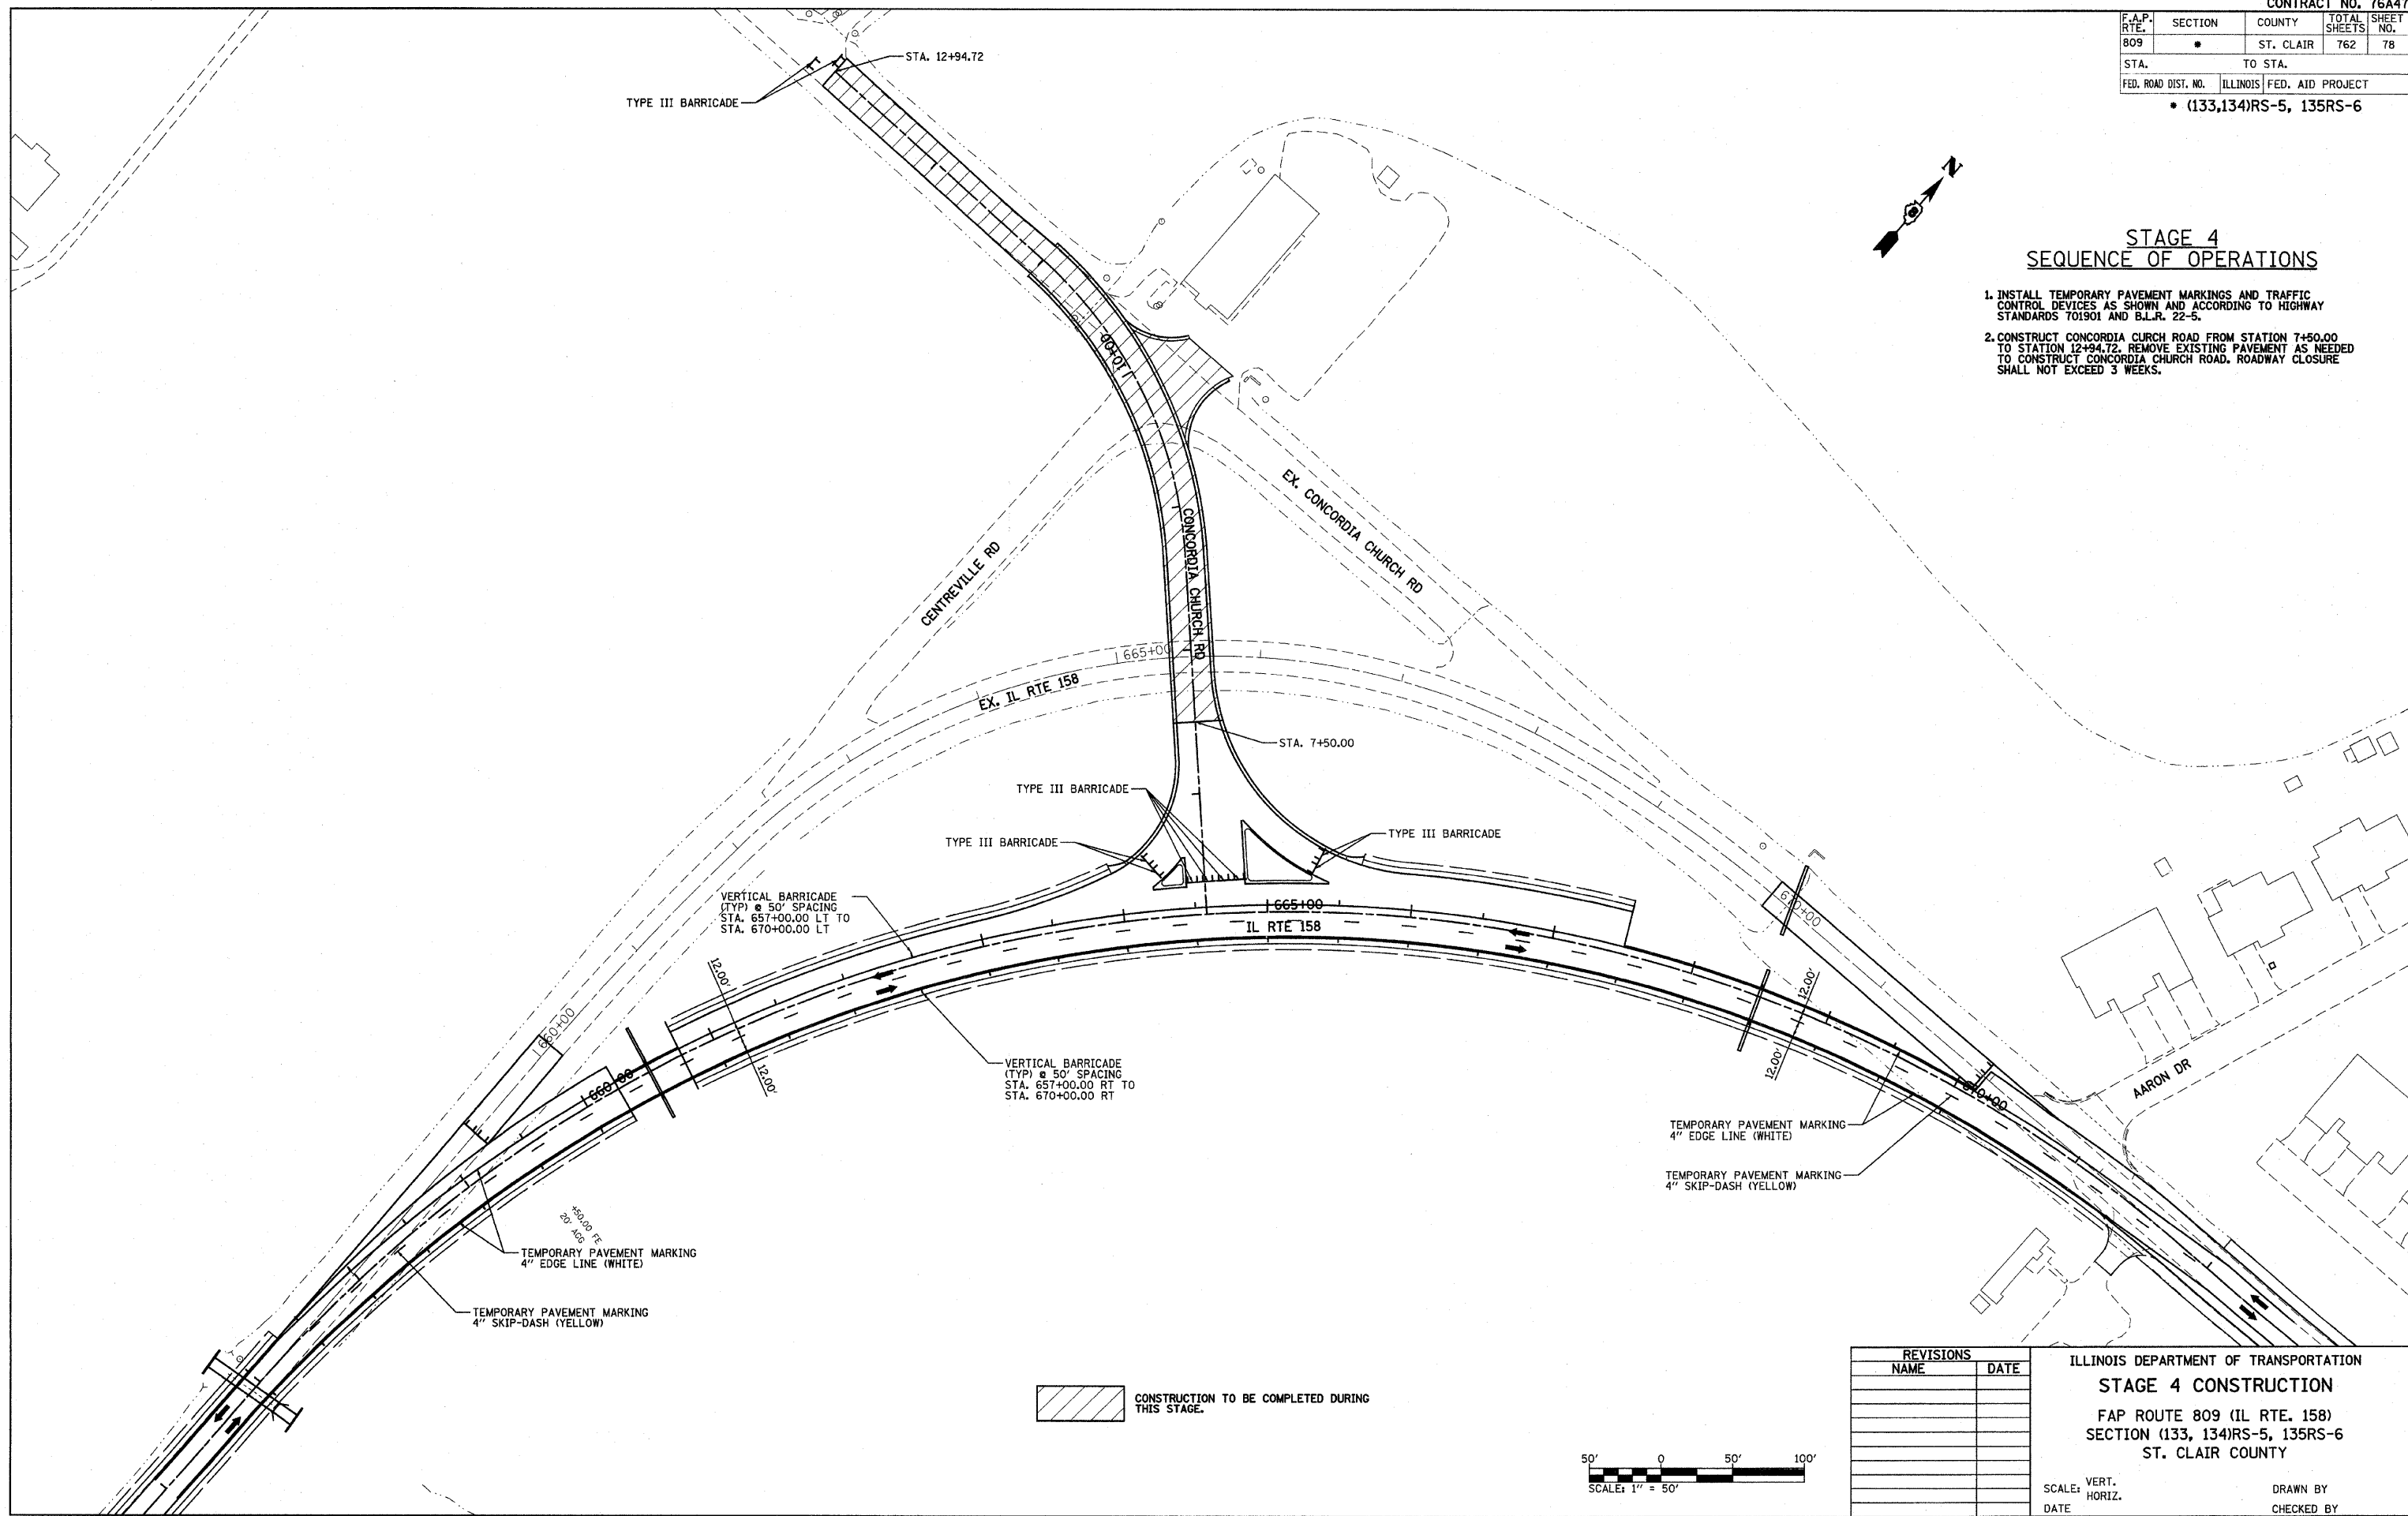 CONTRACT NO. 76A47
F.A.P. RTE. SECTION COUNTY TOTAL SHEETS SHEET NO.
809 * ST. CLAIR 762 78
STA. TO STA.
FED. ROAD DIST. NO. ILLINOIS FED. AID PROJECT
* (133,134)RS-5, 135RS-6
STA. 12+94.72
TYPE III BARRICADE
N
STAGE 4
SEQUENCE OF OPERATIONS
1. INSTALL TEMPORARY PAVEMENT MARKINGS AND TRAFFIC
CONTROL DEVICES AS SHOWN AND ACCORDING TO HIGHWAY
STANDARDS 701901 AND B.L.R. 22-5.
2. CONSTRUCT CONCORDIA CURCH ROAD FROM STATION 7+50.00
TO STATION 12+94.72. REMOVE EXISTING PAVEMENT AS NEEDED
TO CONSTRUCT CONCORDIA CHURCH ROAD. ROADWAY CLOSURE
SHALL NOT EXCEED 3 WEEKS.
10+00
EX. CONCORDIA CHURCH RD
CONCORDIA CHURCH RD
CENTREVILLE RD
665+00
EX. IL RTE 158
STA. 7+50.00
TYPE III BARRICADE
TYPE III BARRICADE
TYPE III BARRICADE
VERTICAL BARRICADE
(TYP) @ 50' SPACING
STA. 657+00.00 LT TO
STA. 670+00.00 LT
665+00
IL RTE 158
670+00
12.00'
12.00'
12.00'
12.00'
660+00
660+00
VERTICAL BARRICADE
(TYP) @ 50' SPACING
STA. 657+00.00 RT TO
STA. 670+00.00 RT
AARON DR
670+00
TEMPORARY PAVEMENT MARKING
4" EDGE LINE (WHITE)
TEMPORARY PAVEMENT MARKING
4" SKIP-DASH (YELLOW)
+50.00 FE
20' AGG
TEMPORARY PAVEMENT MARKING
4" EDGE LINE (WHITE)
TEMPORARY PAVEMENT MARKING
4" SKIP-DASH (YELLOW)
CONSTRUCTION TO BE COMPLETED DURING
THIS STAGE.
50' 0 50' 100'
SCALE: 1" = 50'
REVISIONS
NAME DATE
ILLINOIS DEPARTMENT OF TRANSPORTATION
STAGE 4 CONSTRUCTION
FAP ROUTE 809 (IL RTE. 158)
SECTION (133, 134)RS-5, 135RS-6
ST. CLAIR COUNTY
SCALE: VERT.
HORIZ.
DRAWN BY
DATE
CHECKED BY